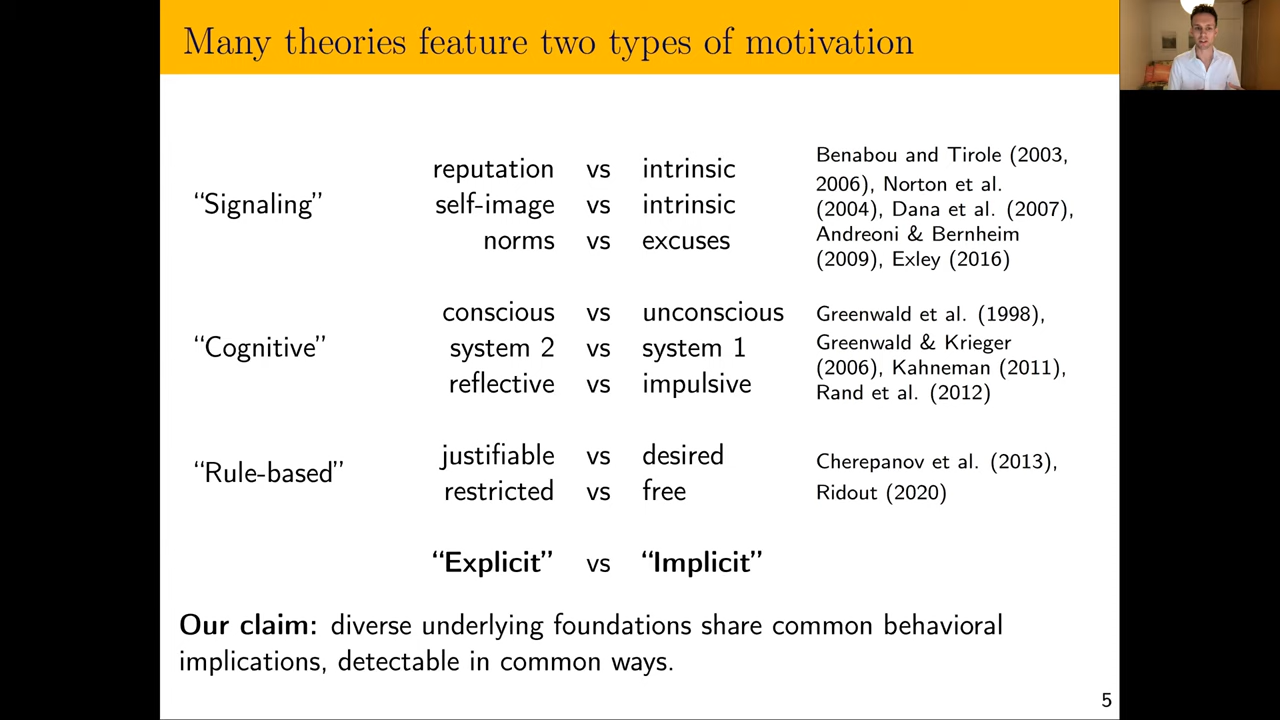 Many theories feature two types of motivation
“Signaling”
reputation vs intrinsic
self-image vs intrinsic
norms vs excuses
Benabou and Tirole (2003,
2006), Norton et al.
(2004), Dana et al. (2007),
Andreoni & Bernheim
(2009), Exley (2016)
“Cognitive”
conscious vs unconscious
system 2 vs system 1
reflective vs impulsive
Greenwald et al. (1998),
Greenwald & Krieger
(2006), Kahneman (2011),
Rand et al. (2012)
“Rule-based”
justifiable vs desired
restricted vs free
Cherepanov et al. (2013),
Ridout (2020)
“Explicit” vs “Implicit”
Our claim: diverse underlying foundations share common behavioral
implications, detectable in common ways.
5